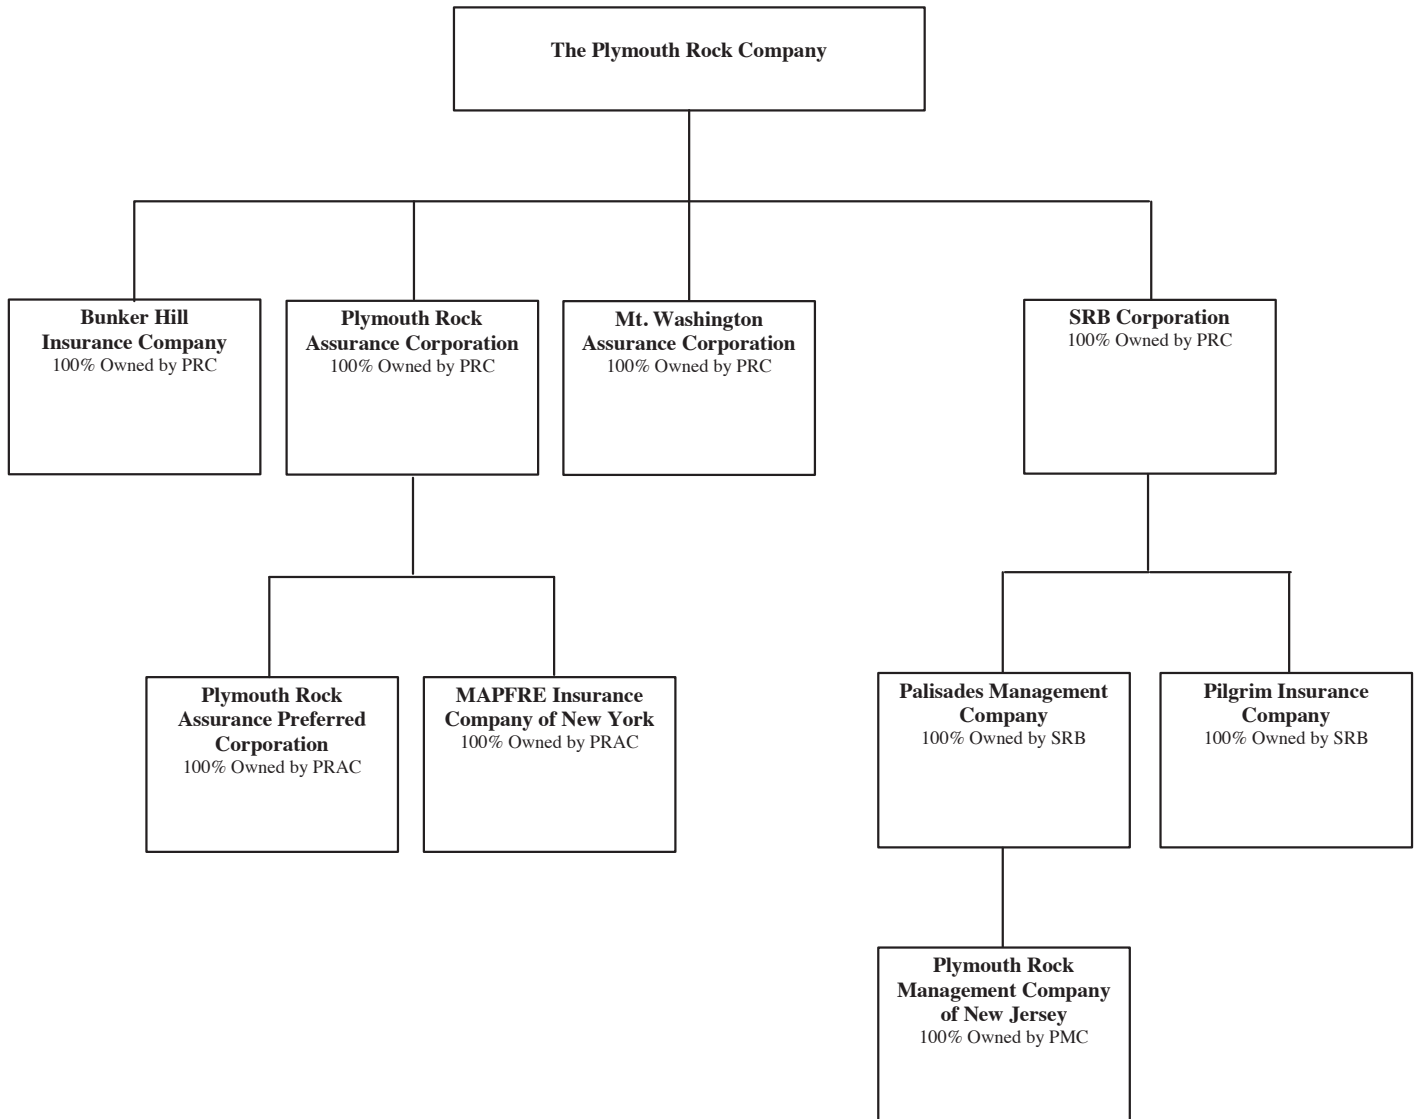 The Plymouth Rock Company
Bunker Hill
Insurance Company
100% Owned by PRC
Plymouth Rock
Assurance Corporation
100% Owned by PRC
Mt. Washington
Assurance Corporation
100% Owned by PRC
SRB Corporation
100% Owned by PRC
Plymouth Rock
Assurance Preferred
Corporation
100% Owned by PRAC
MAPFRE Insurance
Company of New York
100% Owned by PRAC
Palisades Management
Company
100% Owned by SRB
Pilgrim Insurance
Company
100% Owned by SRB
Plymouth Rock
Management Company
of New Jersey
100% Owned by PMC